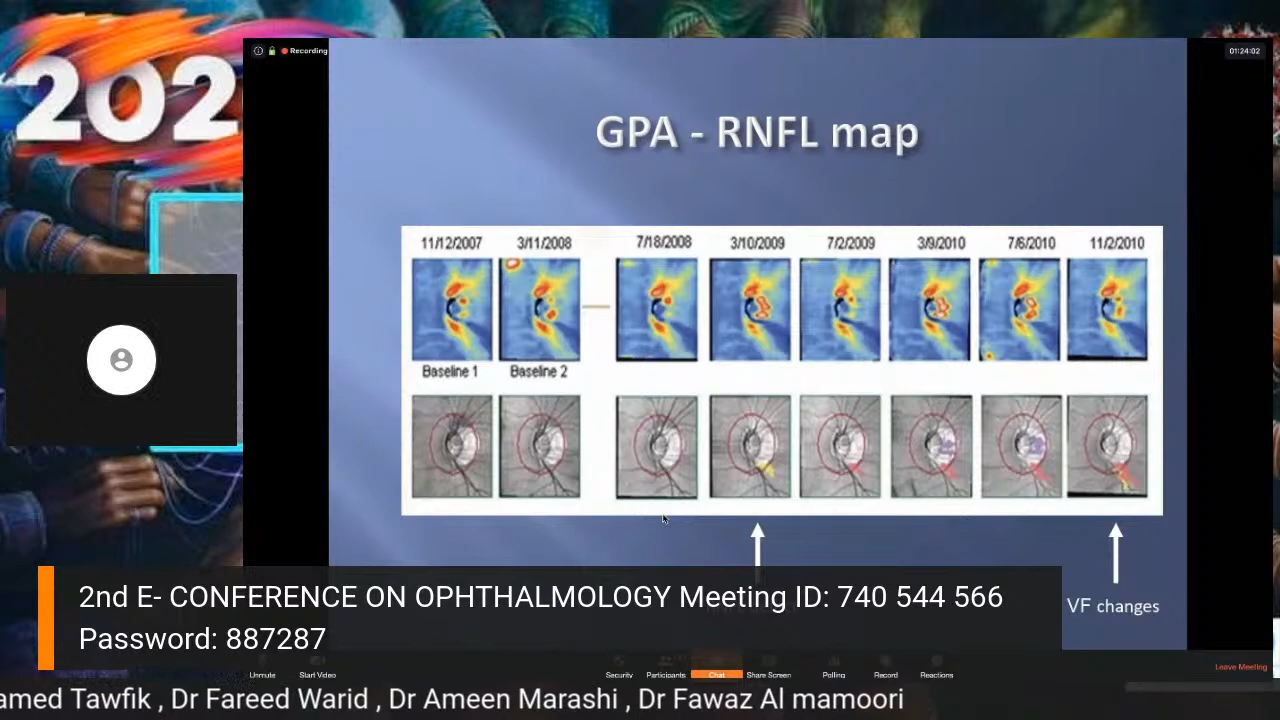 202
Recording
01:24:02
GPA - RNFL map
11/12/2007 3/11/2008 7/18/2008 3/10/2009 7/2/2009 3/9/2010 7/6/2010 11/2/2010
Baseline 1 Baseline 2
VF changes
2nd E- CONFERENCE ON OPHTHALMOLOGY Meeting ID: 740 544 566
Password: 887287
Unmute Start Video Security Participants Chat Share Screen Polling Record Reactions Leave Meeting
amed Tawfik , Dr Fareed Warid , Dr Ameen Marashi , Dr Fawaz Al mamoori